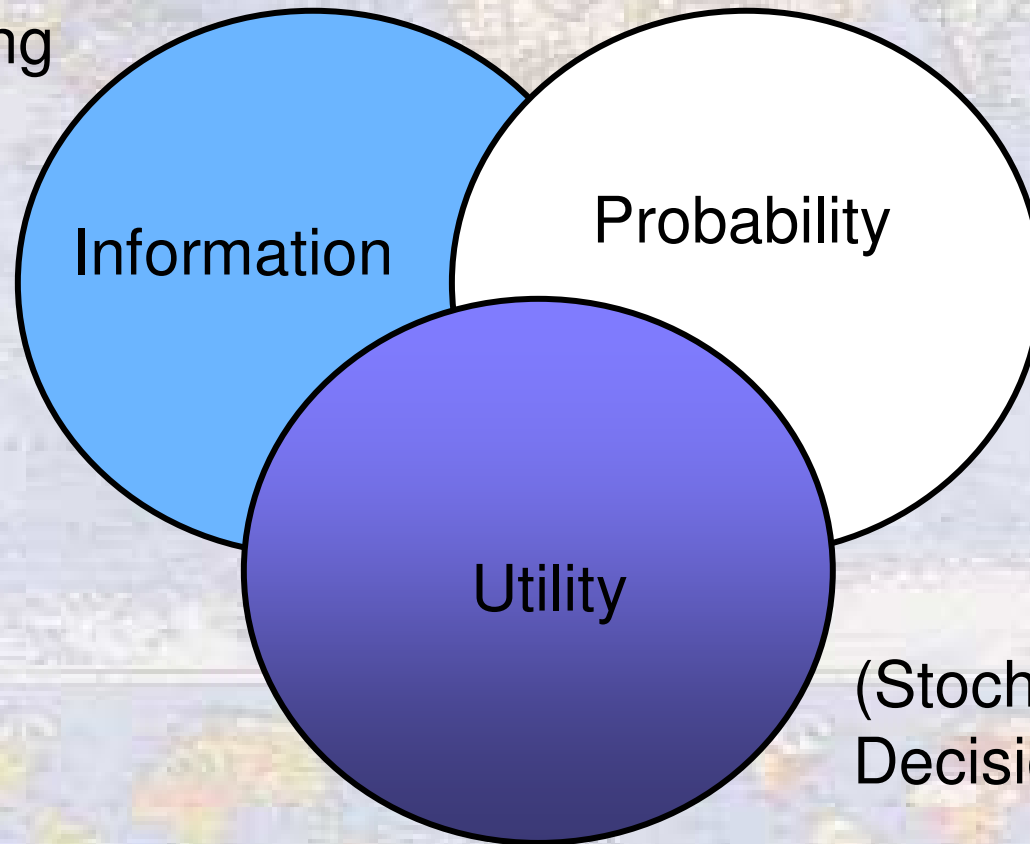 ng
Probability
Information
Utility
(Stoch
Decisi